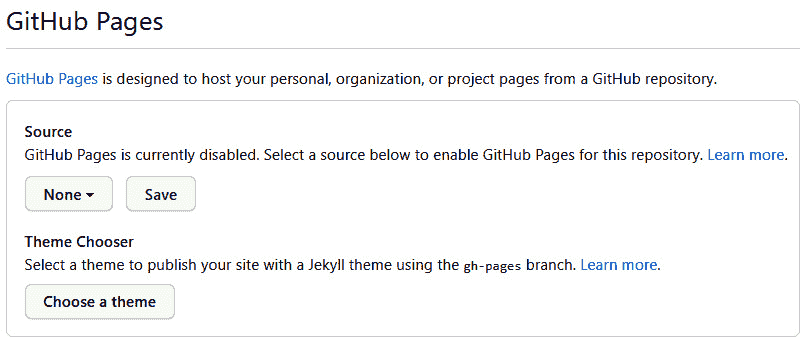 GitHub Pages
GitHub Pages is designed to host your personal, organization, or project pages from a GitHub repository.
Source
GitHub Pages is currently disabled. Select a source below to enable GitHub Pages for this repository. Learn more.
None Save
Theme Chooser
Select a theme to publish your site with a Jekyll theme using the gh-pages branch. Learn more.
Choose a theme